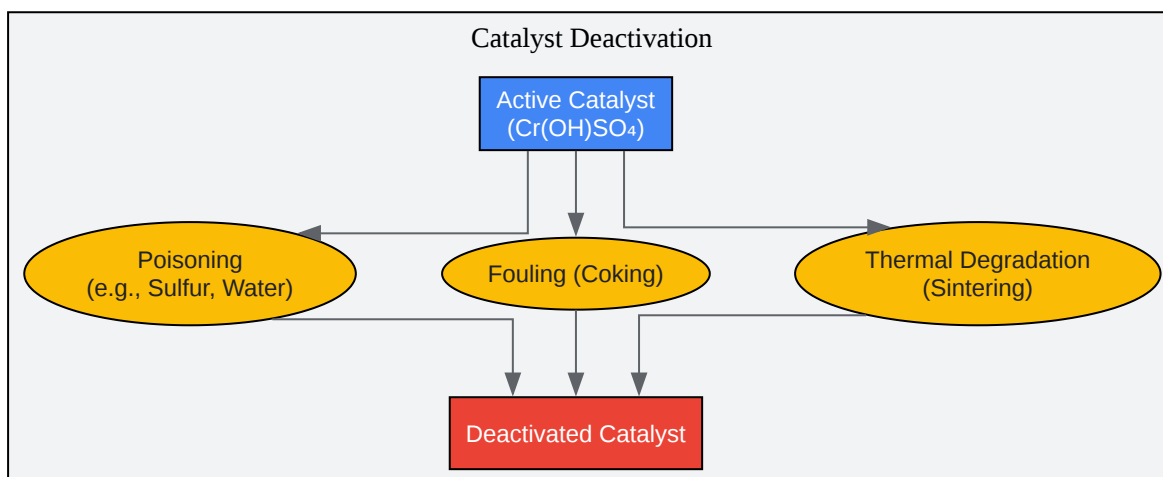 Catalyst Deactivation
Active Catalyst
(Cr(OH)SO₄)
Poisoning
(e.g., Sulfur, Water)
Fouling (Coking)
Thermal Degradation
(Sintering)
Deactivated Catalyst